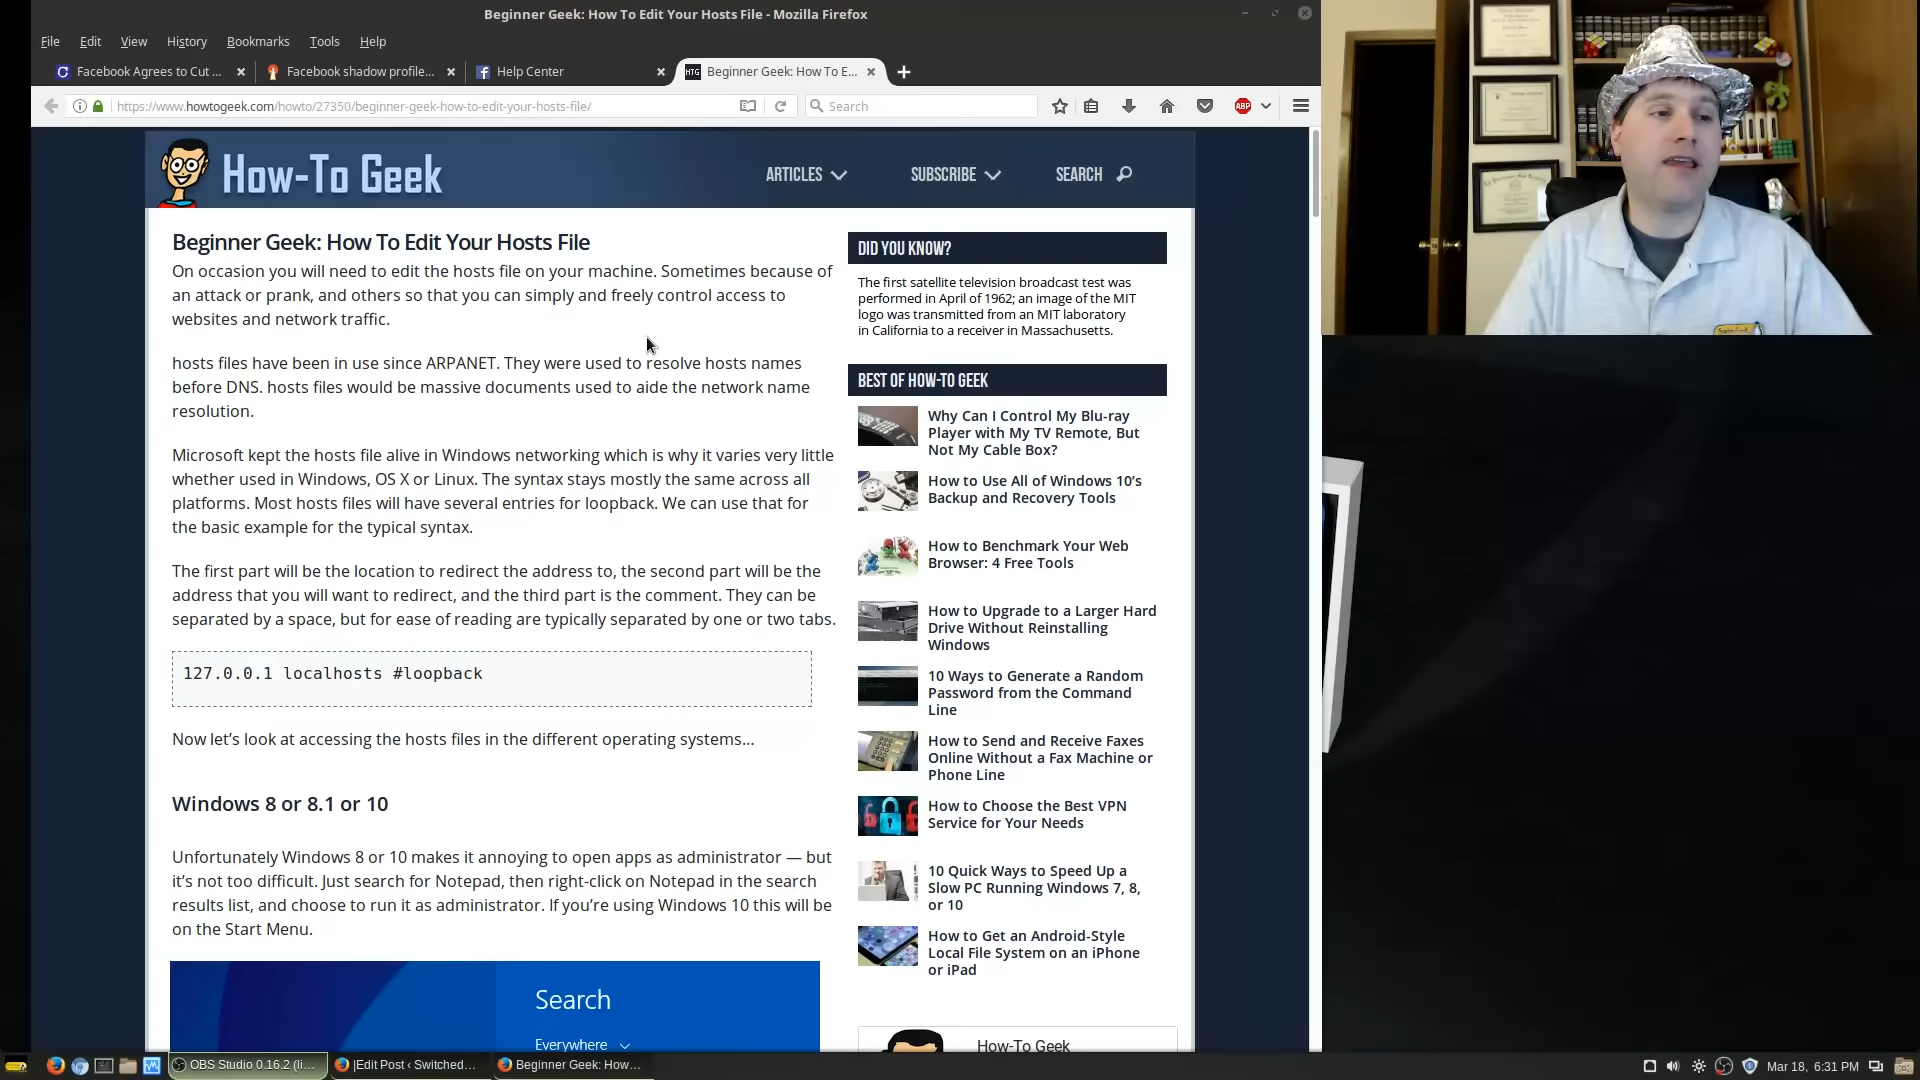 Beginner Geek: How To Edit Your Hosts File - Mozilla Firefox
File Edit View History Bookmarks Tools Help
Facebook Agrees to Cut ...
Facebook shadow profile...
Help Center
HTG Beginner Geek: How To E...
https://www.howtogeek.com/howto/27350/beginner-geek-how-to-edit-your-hosts-file/
Search
ABP
How-To Geek
ARTICLES
SUBSCRIBE
SEARCH
Beginner Geek: How To Edit Your Hosts File
On occasion you will need to edit the hosts file on your machine. Sometimes because of
an attack or prank, and others so that you can simply and freely control access to
websites and network traffic.
hosts files have been in use since ARPANET. They were used to resolve hosts names
before DNS. hosts files would be massive documents used to aide the network name
resolution.
Microsoft kept the hosts file alive in Windows networking which is why it varies very little
whether used in Windows, OS X or Linux. The syntax stays mostly the same across all
platforms. Most hosts files will have several entries for loopback. We can use that for
the basic example for the typical syntax.
The first part will be the location to redirect the address to, the second part will be the
address that you will want to redirect, and the third part is the comment. They can be
separated by a space, but for ease of reading are typically separated by one or two tabs.
127.0.0.1 localhosts #loopback
Now let's look at accessing the hosts files in the different operating systems...
Windows 8 or 8.1 or 10
Unfortunately Windows 8 or 10 makes it annoying to open apps as administrator — but
it's not too difficult. Just search for Notepad, then right-click on Notepad in the search
results list, and choose to run it as administrator. If you're using Windows 10 this will be
on the Start Menu.
Search
Everywhere
DID YOU KNOW?
The first satellite television broadcast test was
performed in April of 1962; an image of the MIT
logo was transmitted from an MIT laboratory
in California to a receiver in Massachusetts.
BEST OF HOW-TO GEEK
Why Can I Control My Blu-ray
Player with My TV Remote, But
Not My Cable Box?
How to Use All of Windows 10's
Backup and Recovery Tools
How to Benchmark Your Web
Browser: 4 Free Tools
How to Upgrade to a Larger Hard
Drive Without Reinstalling
Windows
10 Ways to Generate a Random
Password from the Command
Line
How to Send and Receive Faxes
Online Without a Fax Machine or
Phone Line
How to Choose the Best VPN
Service for Your Needs
10 Quick Ways to Speed Up a
Slow PC Running Windows 7, 8,
or 10
How to Get an Android-Style
Local File System on an iPhone
or iPad
How-To Geek
OBS Studio 0.16.2 (li...
|Edit Post ‹ Switched...
Beginner Geek: How...
Mar 18, 6:31 PM